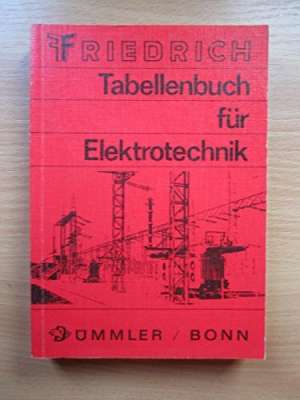 FRIEDRICH
Tabellenbuch
für
Elektrotechnik
DÜMMLER / BONN